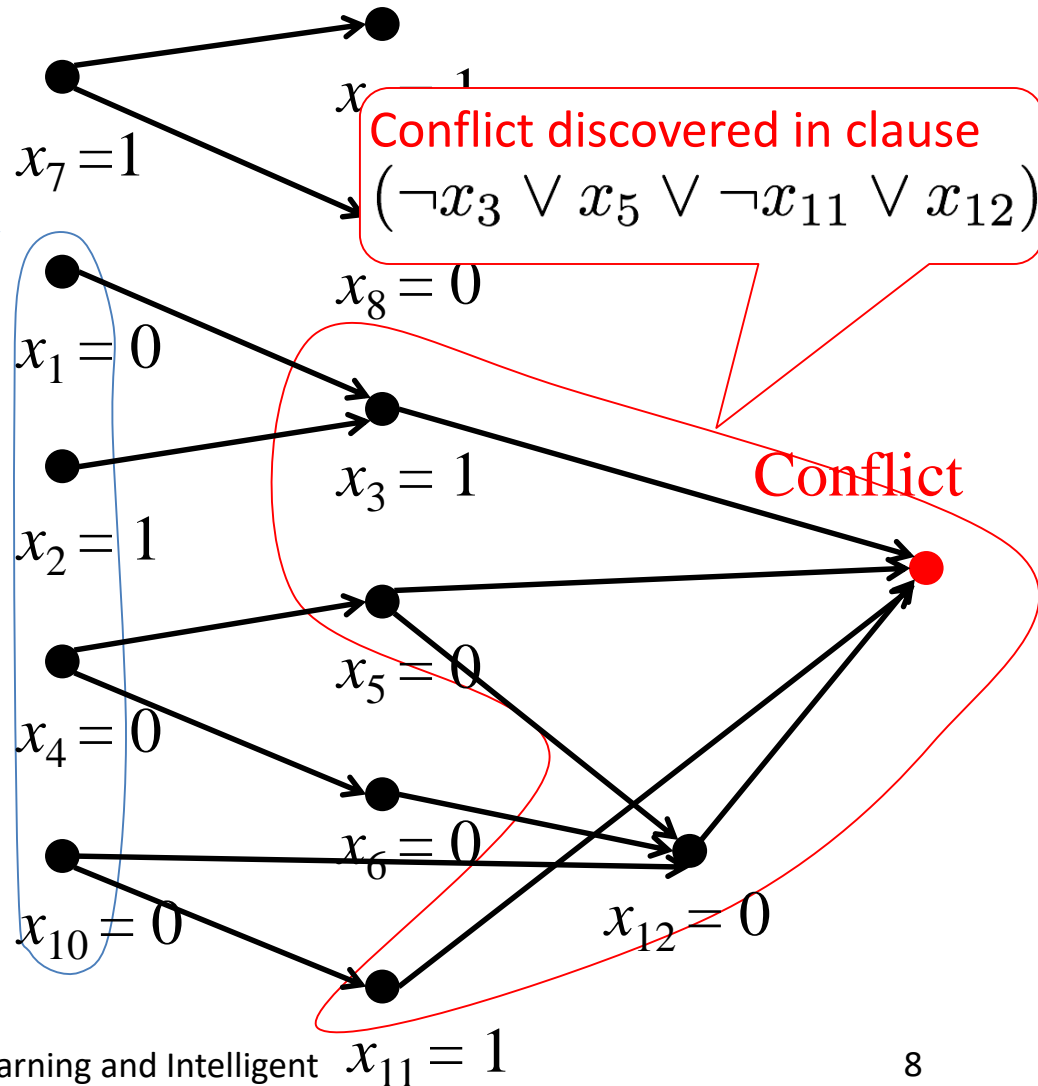 x₇ = 1
Conflict discovered in clause
(¬x₃ ∨ x₅ ∨ ¬x₁₁ ∨ x₁₂)
x₈ = 0
x₁ = 0
x₃ = 1
Conflict
x₂ = 1
x₅ = 0
x₄ = 0
x₆ = 0
x₁₀ = 0
x₁₂ = 0
x₁₁ = 1
and Intelligent
8